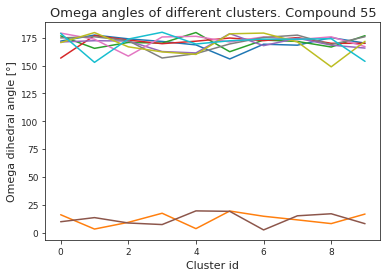 Omega angles of different clusters. Compound 55
Omega dihedral angle [°]
175
150
125
100
75
50
25
0
0 2 4 6 8
Cluster id